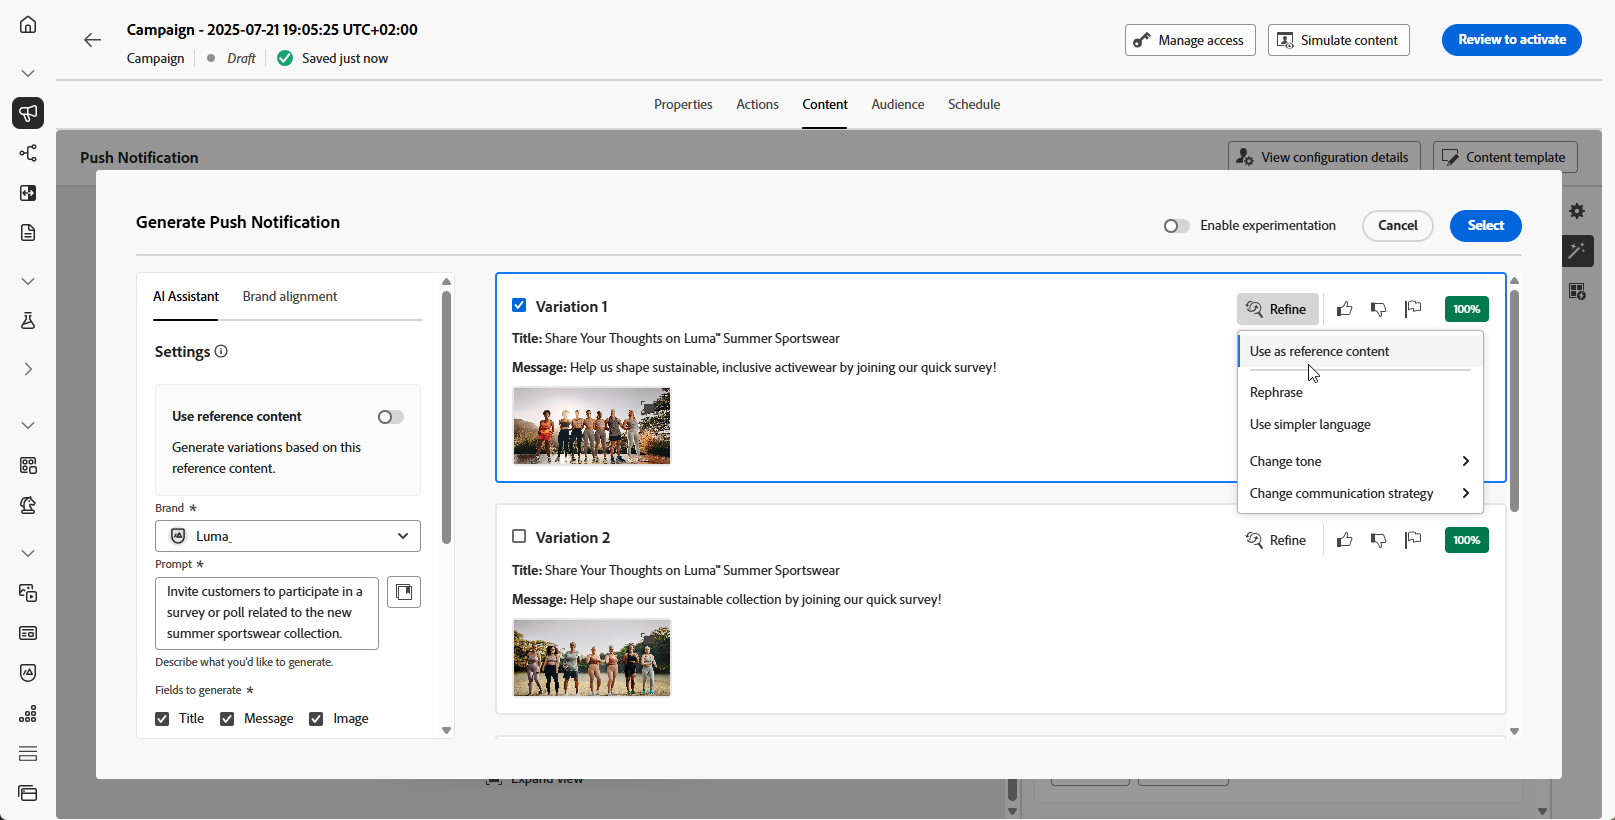 Campaign - 2025-07-21 19:05:25 UTC+02:00
Campaign
Draft
Saved just now
Manage access
Simulate content
Review to activate
Properties
Actions
Content
Audience
Schedule
Push Notification
View configuration details
Content template
Generate Push Notification
Enable experimentation
Cancel
Select
AI Assistant
Brand alignment
Settings
Use reference content
Generate variations based on this
reference content.
Brand *
Luma_
Prompt *
Invite customers to participate in a
survey or poll related to the new
summer sportswear collection.
Describe what you'd like to generate.
Fields to generate *
Title
Message
Image
Variation 1
Refine
100%
Title: Share Your Thoughts on Luma™ Summer Sportswear
Message: Help us shape sustainable, inclusive activewear by joining our quick survey!
Use as reference content
Rephrase
Use simpler language
Change tone
Change communication strategy
Variation 2
Refine
100%
Title: Share Your Thoughts on Luma™ Summer Sportswear
Message: Help shape our sustainable collection by joining our quick survey!
Expand view